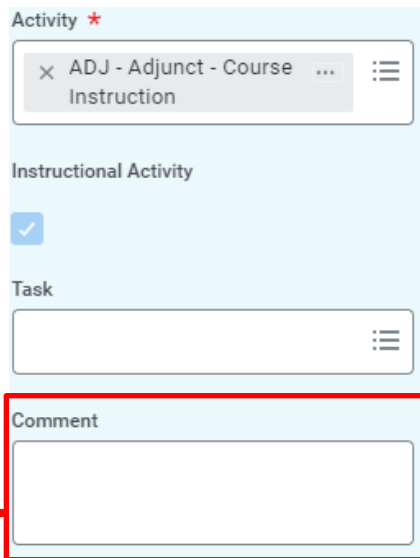 Activity *
× ADJ - Adjunct - Course ...
Instruction
Instructional Activity
Task
Comment